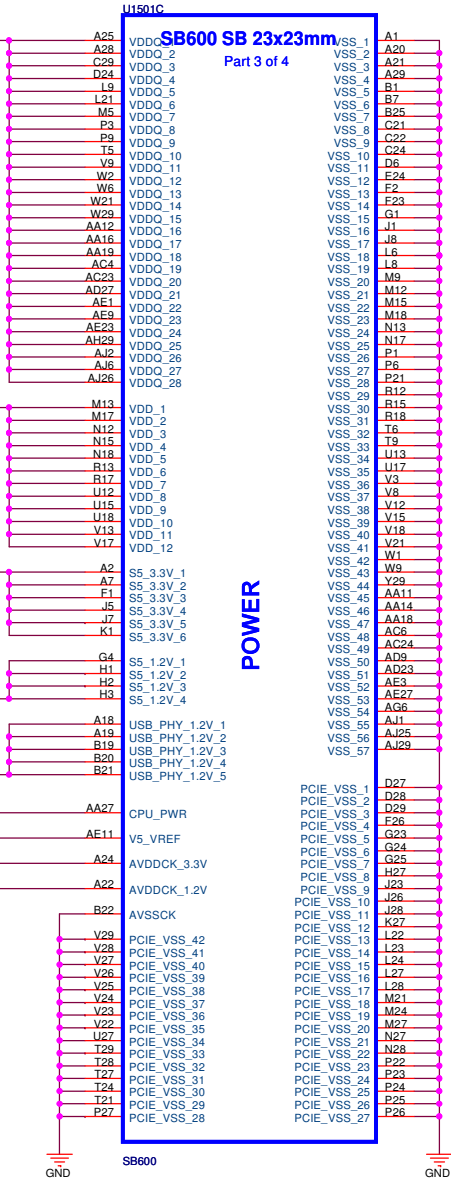 U1501C
SB600 SB 23x23mm
Part 3 of 4
A25 VDDQ_1
A28 VDDQ_2
C29 VDDQ_3
D24 VDDQ_4
L9 VDDQ_5
L21 VDDQ_6
M5 VDDQ_7
P3 VDDQ_8
P9 VDDQ_9
T5 VDDQ_10
V9 VDDQ_11
W2 VDDQ_12
W6 VDDQ_13
W21 VDDQ_14
W29 VDDQ_15
AA12 VDDQ_16
AA16 VDDQ_17
AA19 VDDQ_18
AC4 VDDQ_19
AC23 VDDQ_20
AD27 VDDQ_21
AE1 VDDQ_22
AE9 VDDQ_23
AE23 VDDQ_24
AH29 VDDQ_25
AJ2 VDDQ_26
AJ6 VDDQ_27
AJ26 VDDQ_28
M13 VDD_1
M17 VDD_2
N12 VDD_3
N15 VDD_4
N18 VDD_5
R13 VDD_6
R17 VDD_7
U12 VDD_8
U15 VDD_9
U18 VDD_10
V13 VDD_11
V17 VDD_12
A2 S5_3.3V_1
A7 S5_3.3V_2
F1 S5_3.3V_3
J5 S5_3.3V_4
J7 S5_3.3V_5
K1 S5_3.3V_6
G4 S5_1.2V_1
H1 S5_1.2V_2
H2 S5_1.2V_3
H3 S5_1.2V_4
A18 USB_PHY_1.2V_1
A19 USB_PHY_1.2V_2
B19 USB_PHY_1.2V_3
B20 USB_PHY_1.2V_4
B21 USB_PHY_1.2V_5
AA27 CPU_PWR
AE11 V5_VREF
A24 AVDDCK_3.3V
A22 AVDDCK_1.2V
B22 AVSSCK
V29 PCIE_VSS_42
V28 PCIE_VSS_41
V27 PCIE_VSS_40
V26 PCIE_VSS_39
V25 PCIE_VSS_38
V24 PCIE_VSS_37
V23 PCIE_VSS_36
V22 PCIE_VSS_35
U27 PCIE_VSS_34
T29 PCIE_VSS_33
T28 PCIE_VSS_32
T27 PCIE_VSS_31
T24 PCIE_VSS_30
T21 PCIE_VSS_29
P27 PCIE_VSS_28
GND
POWER
VSS_1 A1
VSS_2 A20
VSS_3 A21
VSS_4 A29
VSS_5 B1
VSS_6 B7
VSS_7 B25
VSS_8 C21
VSS_9 C22
VSS_10 C24
VSS_11 D6
VSS_12 E24
VSS_13 F2
VSS_14 F23
VSS_15 G1
VSS_16 J1
VSS_17 J8
VSS_18 L6
VSS_19 L8
VSS_20 M9
VSS_21 M12
VSS_22 M15
VSS_23 M18
VSS_24 N13
VSS_25 N17
VSS_26 P1
VSS_27 P6
VSS_28 P21
VSS_29 R12
VSS_30 R15
VSS_31 R18
VSS_32 T6
VSS_33 T9
VSS_34 U13
VSS_35 U17
VSS_36 V3
VSS_37 V8
VSS_38 V12
VSS_39 V15
VSS_40 V18
VSS_41 V21
VSS_42 W1
VSS_43 W9
VSS_44 Y29
VSS_45 AA11
VSS_46 AA14
VSS_47 AA18
VSS_48 AC6
VSS_49 AC24
VSS_50 AD9
VSS_51 AD23
VSS_52 AE3
VSS_53 AE27
VSS_54 AG6
VSS_55 AJ1
VSS_56 AJ25
VSS_57 AJ29
PCIE_VSS_1 D27
PCIE_VSS_2 D28
PCIE_VSS_3 D29
PCIE_VSS_4 F26
PCIE_VSS_5 G23
PCIE_VSS_6 G24
PCIE_VSS_7 G25
PCIE_VSS_8 H27
PCIE_VSS_9 J23
PCIE_VSS_10 J26
PCIE_VSS_11 J28
PCIE_VSS_12 K27
PCIE_VSS_13 L22
PCIE_VSS_14 L23
PCIE_VSS_15 L24
PCIE_VSS_16 L27
PCIE_VSS_17 L28
PCIE_VSS_18 M21
PCIE_VSS_19 M24
PCIE_VSS_20 M27
PCIE_VSS_21 N27
PCIE_VSS_22 N28
PCIE_VSS_23 P22
PCIE_VSS_24 P23
PCIE_VSS_25 P24
PCIE_VSS_26 P25
PCIE_VSS_27 P26
SB600
GND